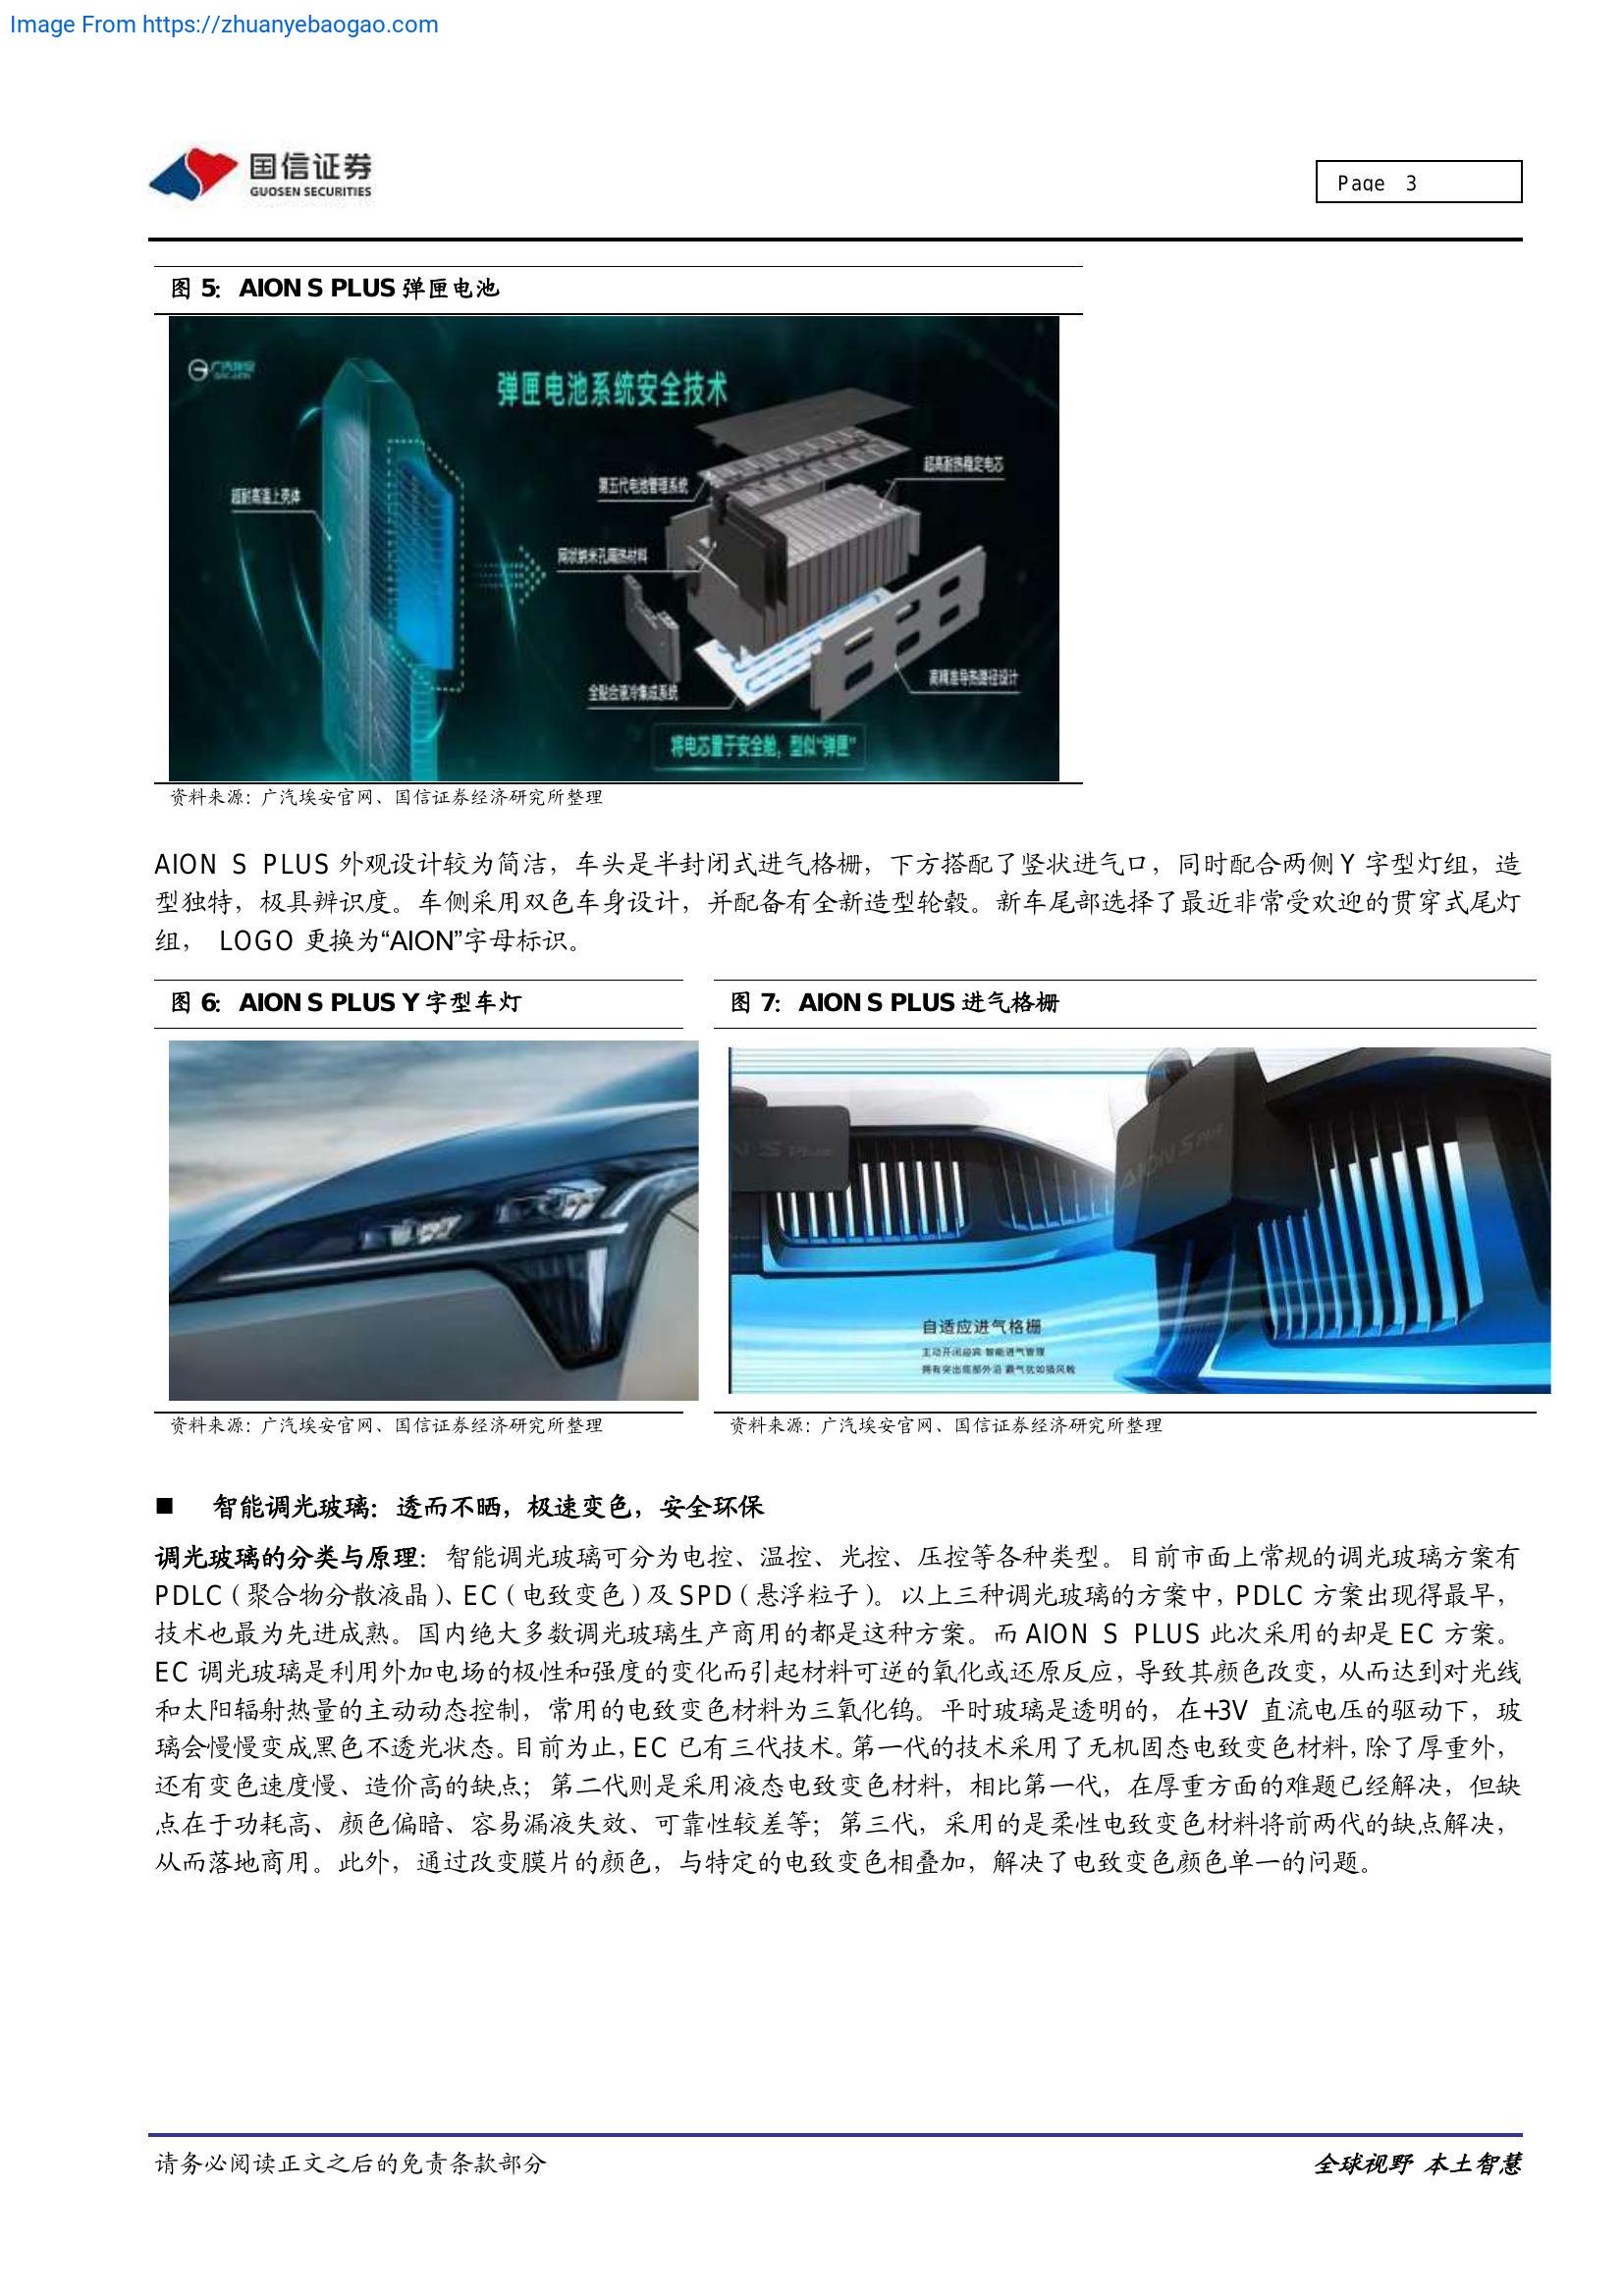 Image From https://zhuanyebaogao.com
国信证券
GUOSEN SECURITIES
Page 3
图 5：AION S PLUS 弹匣电池
弹匣电池系统安全技术
超高耐热稳定电芯
第五代电池管理系统
超耐高温上壳体
网状纳米孔隔热材料
高精准导热路径设计
全贴合液冷集成系统
将电芯置于安全舱，型似“弹匣”
资料来源：广汽埃安官网、国信证券经济研究所整理
AION S PLUS 外观设计较为简洁，车头是半封闭式进气格栅，下方搭配了竖状进气口，同时配合两侧 Y 字型灯组，造
型独特，极具辨识度。车侧采用双色车身设计，并配备有全新造型轮毂。新车尾部选择了最近非常受欢迎的贯穿式尾灯
组， LOGO 更换为“AION”字母标识。
图 6：AION S PLUS Y 字型车灯
图 7：AION S PLUS 进气格栅
AION S Plus
自适应进气格栅
主动开闭迎宾 智能进气管理
资料来源：广汽埃安官网、国信证券经济研究所整理
资料来源：广汽埃安官网、国信证券经济研究所整理
■ 智能调光玻璃：透而不晒，极速变色，安全环保
调光玻璃的分类与原理：智能调光玻璃可分为电控、温控、光控、压控等各种类型。目前市面上常规的调光玻璃方案有
PDLC（聚合物分散液晶）、EC（电致变色）及 SPD（悬浮粒子）。以上三种调光玻璃的方案中，PDLC 方案出现得最早，
技术也最为先进成熟。国内绝大多数调光玻璃生产商用的都是这种方案。而 AION S PLUS 此次采用的却是 EC 方案。
EC 调光玻璃是利用外加电场的极性和强度的变化而引起材料可逆的氧化或还原反应，导致其颜色改变，从而达到对光线
和太阳辐射热量的主动动态控制，常用的电致变色材料为三氧化钨。平时玻璃是透明的，在+3V 直流电压的驱动下，玻
璃会慢慢变成黑色不透光状态。目前为止，EC 已有三代技术。第一代的技术采用了无机固态电致变色材料，除了厚重外，
还有变色速度慢、造价高的缺点；第二代则是采用液态电致变色材料，相比第一代，在厚重方面的难题已经解决，但缺
点在于功耗高、颜色偏暗、容易漏液失效、可靠性较差等；第三代，采用的是柔性电致变色材料将前两代的缺点解决，
从而落地商用。此外，通过改变膜片的颜色，与特定的电致变色相叠加，解决了电致变色颜色单一的问题。
请务必阅读正文之后的免责条款部分
全球视野 本土智慧